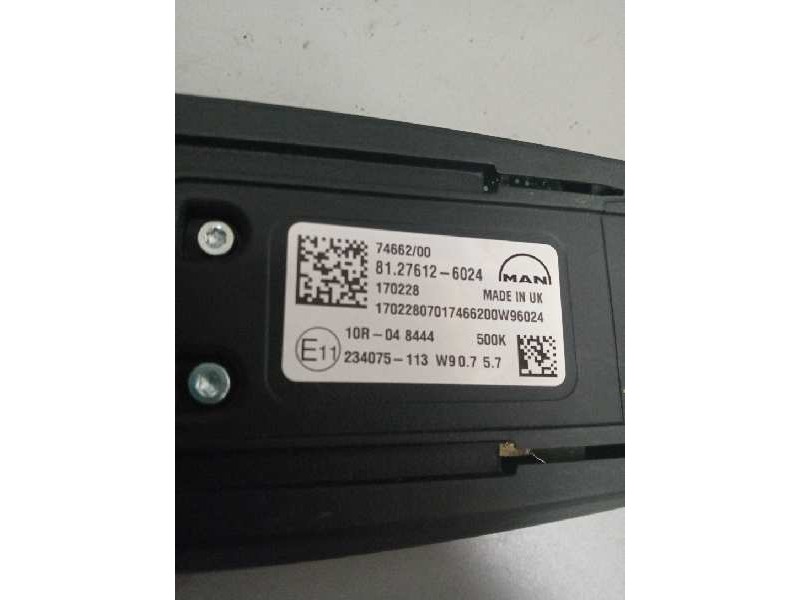 74662/00
81.27612-6024
MAN
170228
MADE IN UK
17022807017466200W96024
10R-04 8444
500K
E11
234075-113 W90.7 5.7